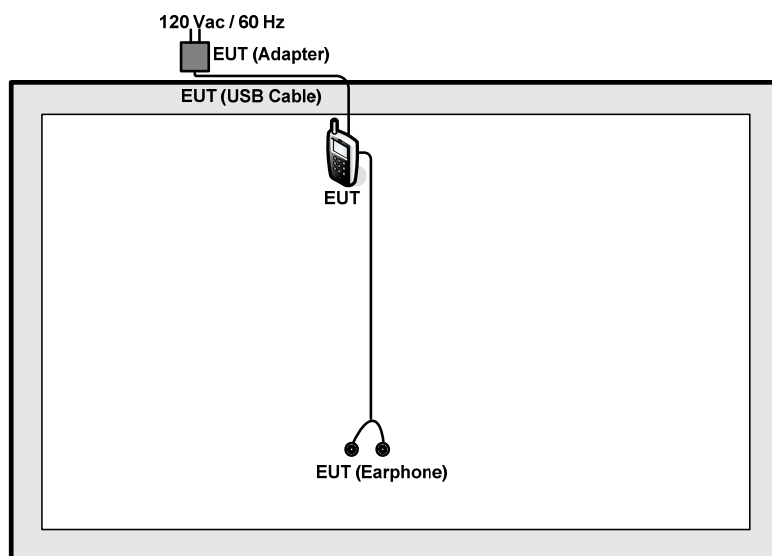 120 Vac / 60 Hz
EUT (Adapter)
EUT (USB Cable)
EUT
EUT (Earphone)